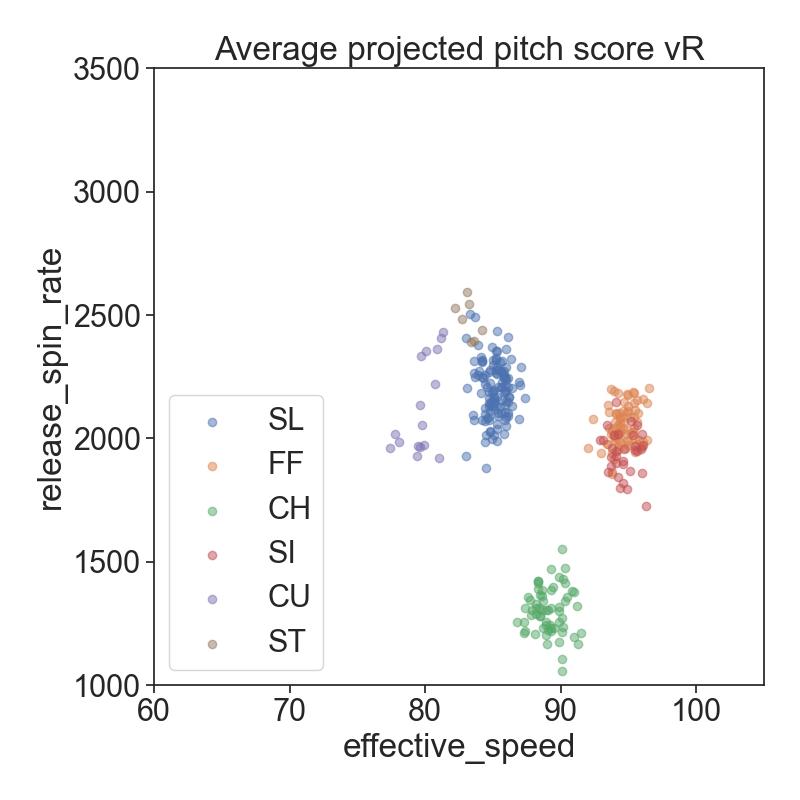 Average projected pitch score vR
release_spin_rate
3500
3000
2500
2000
1500
1000
SL
FF
CH
SI
CU
ST
60
70
80
90
100
effective_speed